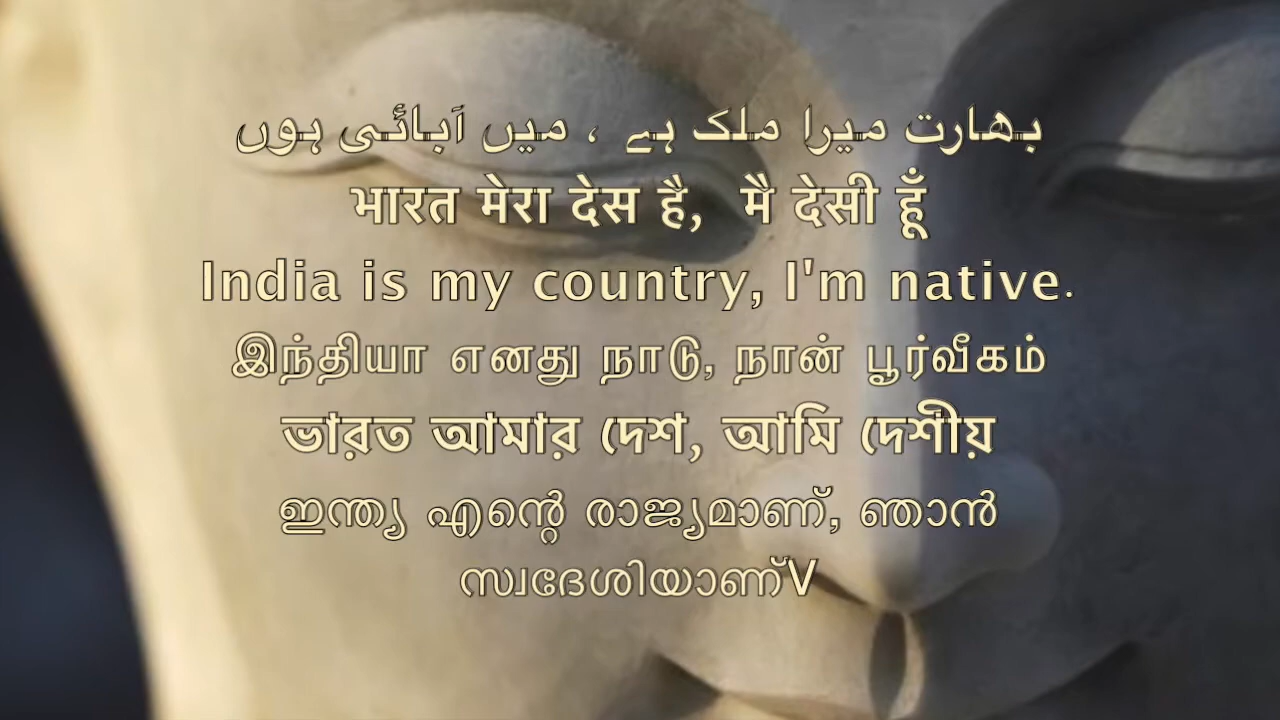 بھارت میرا ملک ہے ، میں آبائی ہوں
भारत मेरा देस है, मै देसी हूँ
India is my country, I'm native.
இந்தியா எனது நாடு, நான் பூர்வீகம்
ভারত আমার দেশ, আমি দেশীয়
ഇന്ത്യ എന്റെ രാജ്യമാണ്, ഞാൻ
സ്വദേശിയാണ്V